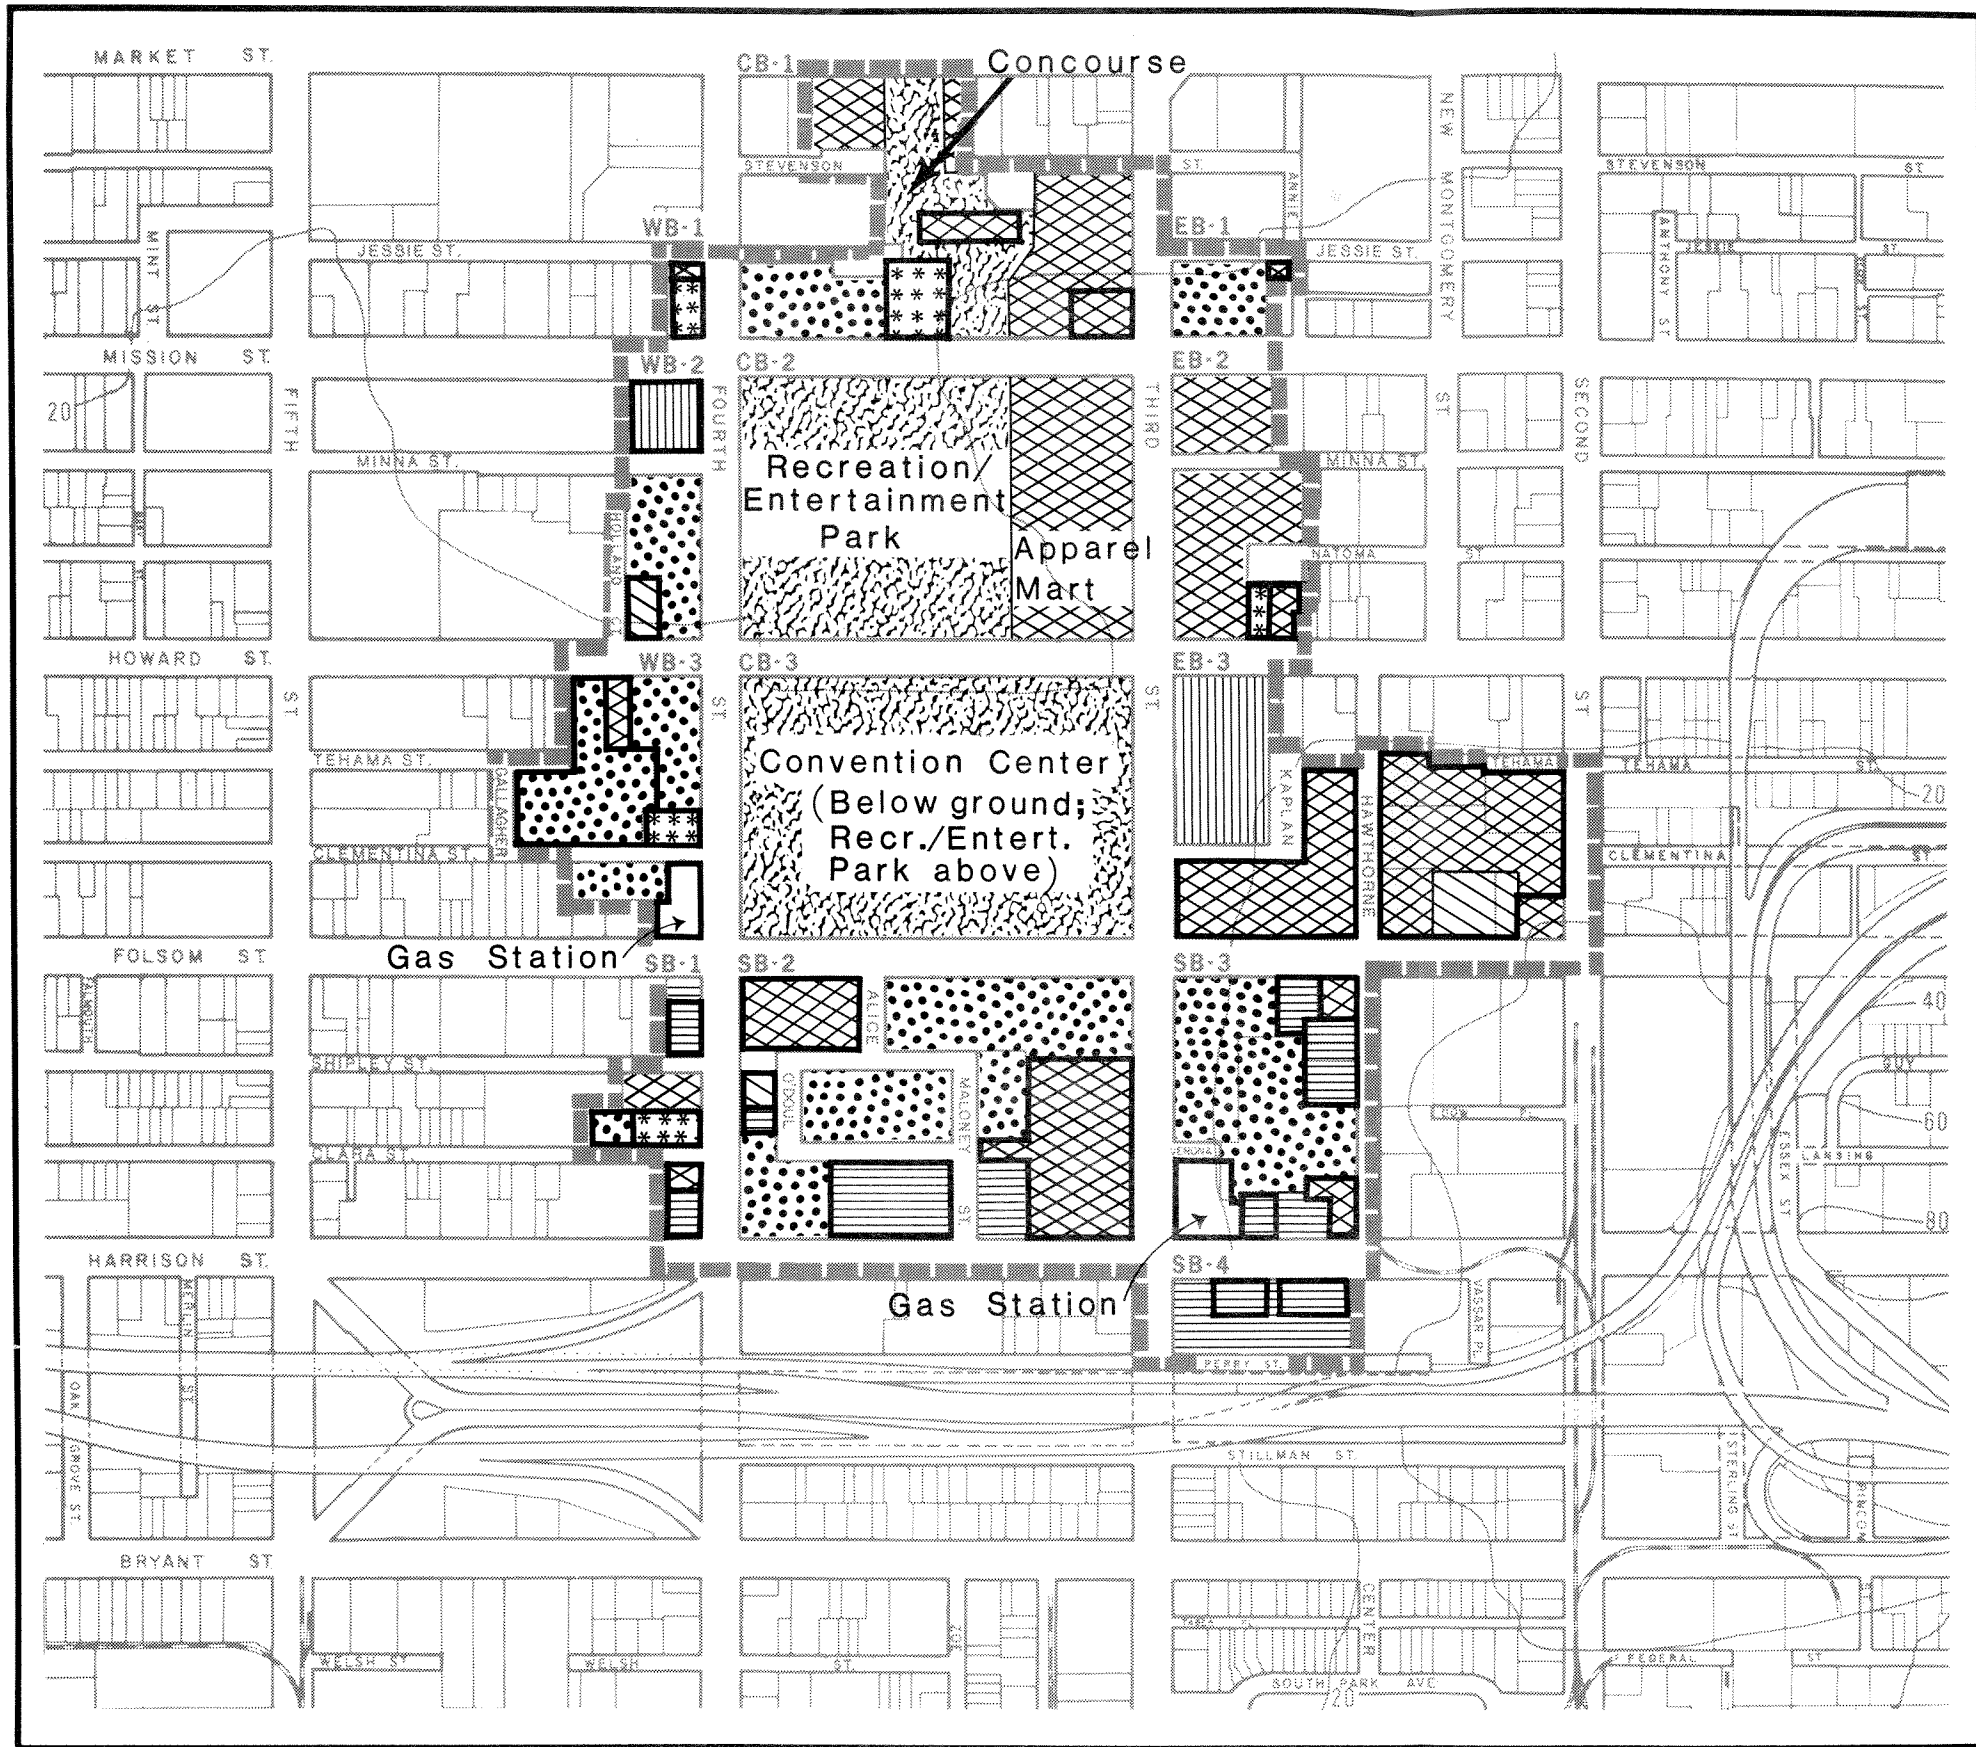 MARKET ST.
CB-1
Concourse
STEVENSON ST.
STEVENSON ST.
NEW MONTGOMERY ST.
ANNIE
ANTHONY ST.
MINT ST.
WB-1
EB-1
JESSIE ST.
JESSIE ST.
JESSIE ST.
MISSION ST.
WB-2
CB-2
EB-2
20
FIFTH ST.
FOURTH ST.
THIRD ST.
SECOND ST.
MINNA ST.
MINNA ST.
Recreation/
Entertainment
Park
Apparel
Mart
HOLLAND CT.
NATOMA ST.
HOWARD ST.
WB-3
CB-3
EB-3
TEHAMA ST.
TEHAMA
TEHAMA ST.
GALLAGHER
KAPLAN
HAWTHORNE
Convention Center
(Below ground;
Recr./Entert.
Park above)
20
CLEMENTINA ST.
CLEMENTINA ST.
Gas Station
FOLSOM ST.
SB-1
SB-2
SB-3
FALMOUTH
ALICE
40
SHIPLEY ST.
O'DOUL
MALONEY ST.
GUY
60
CLARA ST.
VERONA
ESSEX ST
LANSING
80
HARRISON ST.
SB-4
Gas Station
MERLIN ST.
VASSAR PL.
PERRY ST.
OAK GROVE ST.
STILLMAN ST.
STERLING ST
BRYANT ST
CENTER
ZOE
WELSH ST
WELSH ST.
FEDERAL ST
SOUTH PARK AVE
20